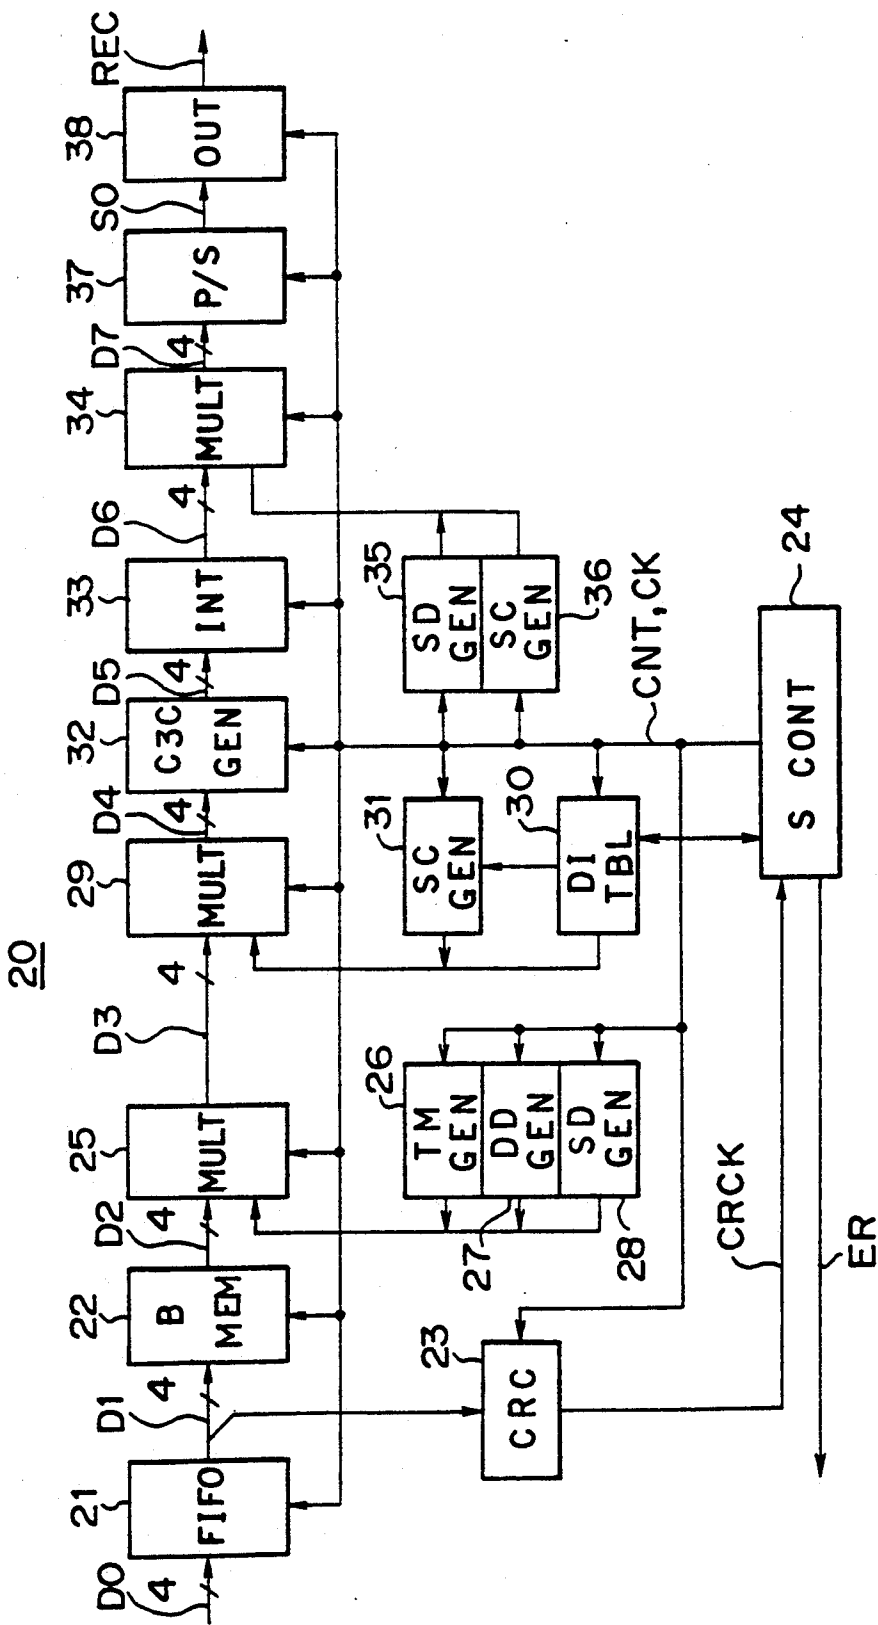 20
D0
4
21
FIFO
D1
4
22
B
MEM
D2
4
25
MULT
D3
4
29
MULT
D4
4
32
C3C
GEN
D5
4
33
INT
D6
4
34
MULT
D7
4
37
P/S
SO
38
OUT
REC
23
CRC
26
TM
GEN
27
DD
GEN
28
SD
GEN
31
SC
GEN
30
DI
TBL
35
SD
GEN
36
SC
GEN
CNT,CK
24
S CONT
CRCK
ER